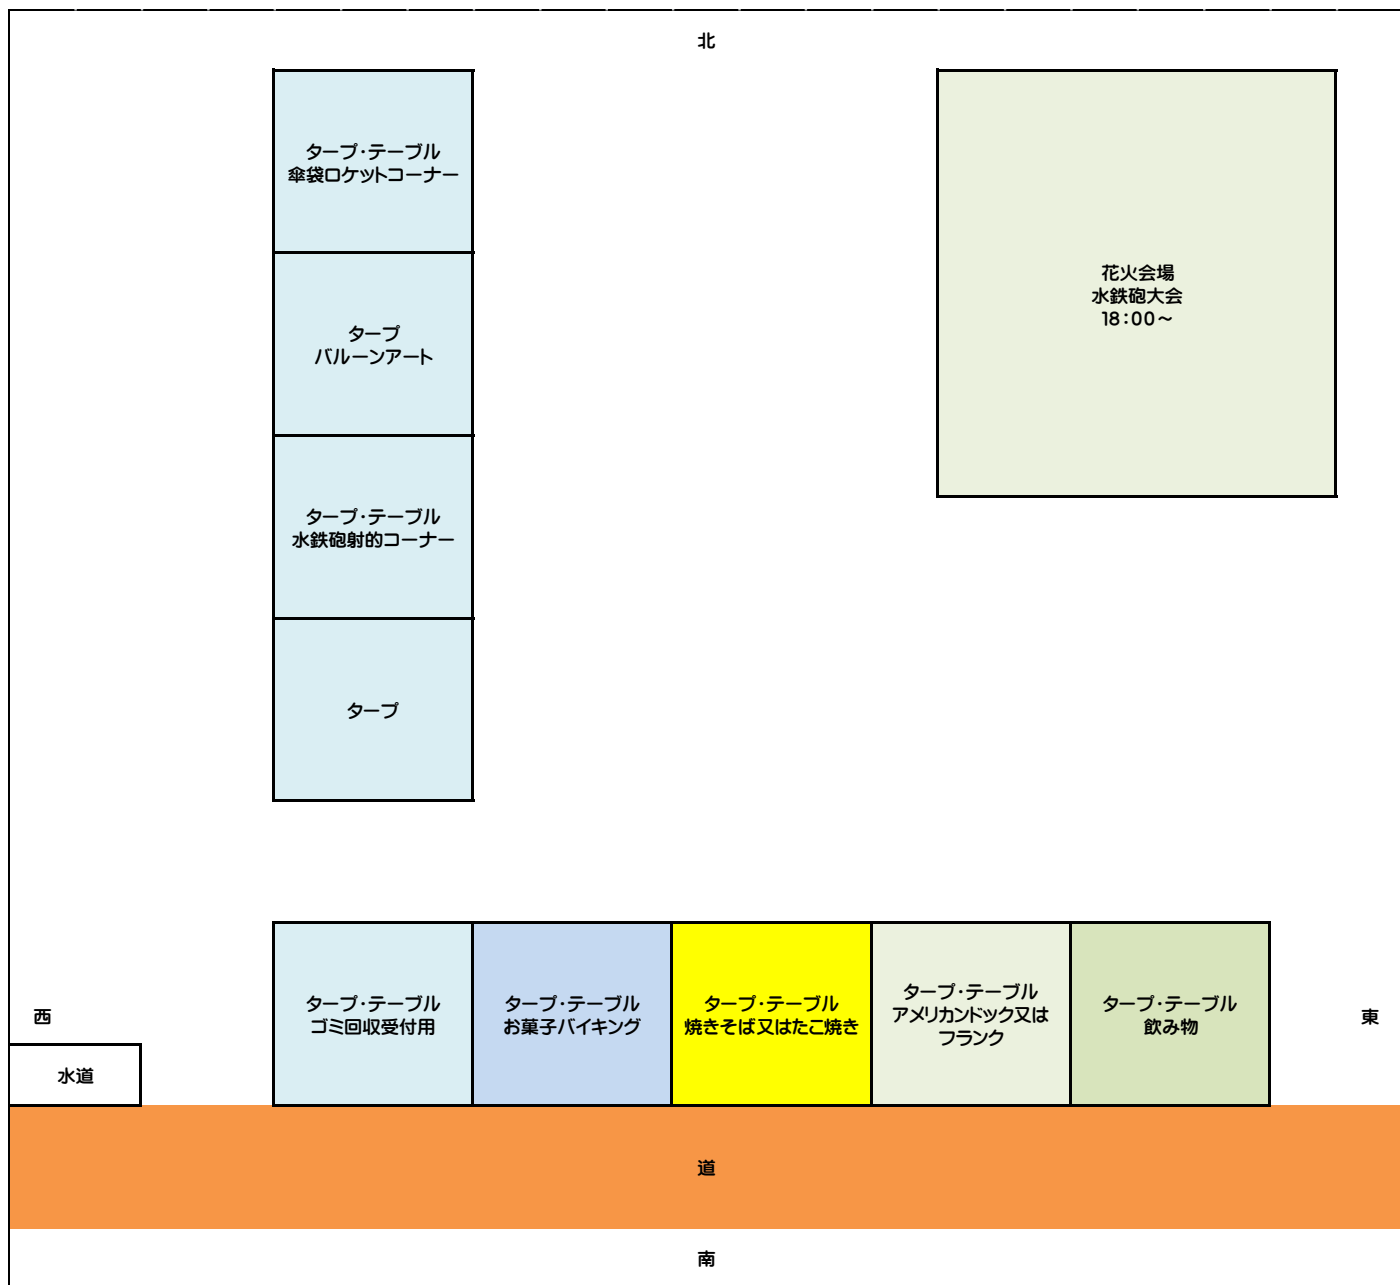 北
タープ・テーブル
傘袋ロケットコーナー
花火会場
水鉄砲大会
18：00～
タープ
バルーンアート
タープ・テーブル
水鉄砲射的コーナー
タープ
西
タープ・テーブル
ゴミ回収受付用
タープ・テーブル
お菓子バイキング
タープ・テーブル
焼きそば又はたこ焼き
タープ・テーブル
アメリカンドック又は
フランク
タープ・テーブル
飲み物
東
水道
道
南